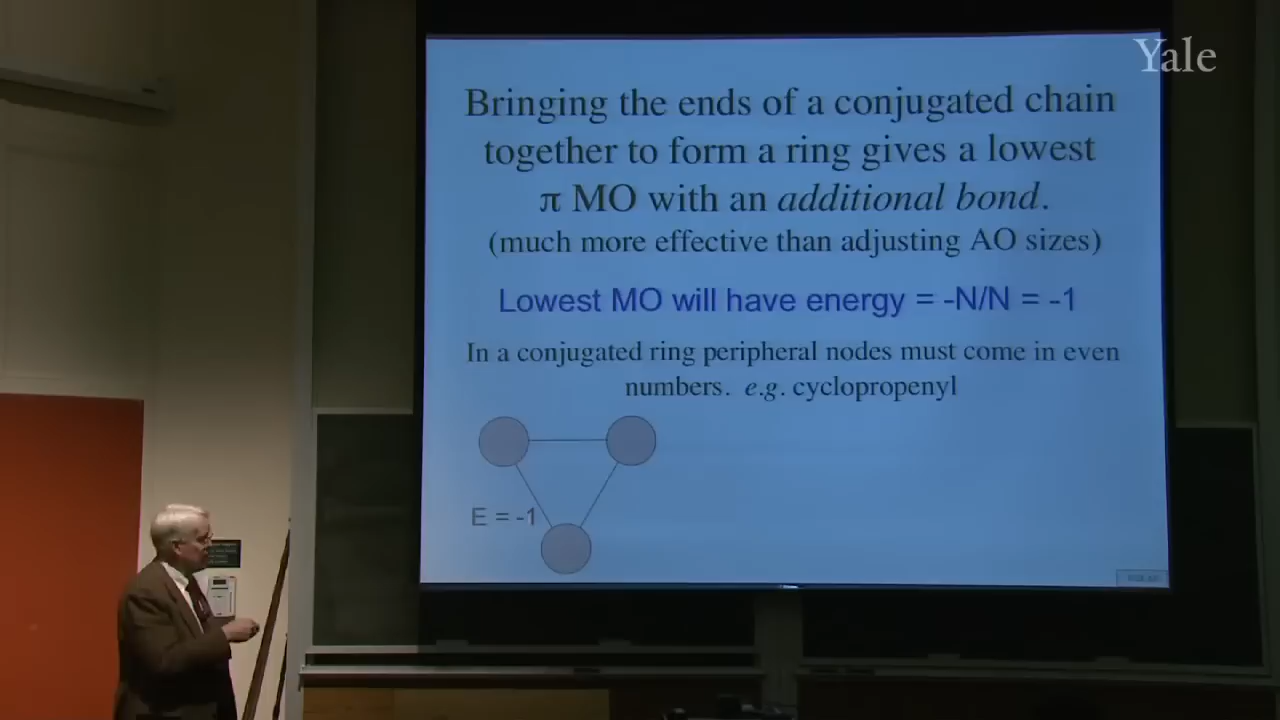 Yale
Bringing the ends of a conjugated chain
together to form a ring gives a lowest
π MO with an additional bond.
(much more effective than adjusting AO sizes)
Lowest MO will have energy = -N/N = -1
In a conjugated ring peripheral nodes must come in even
numbers. e.g. cyclopropenyl
E = -1